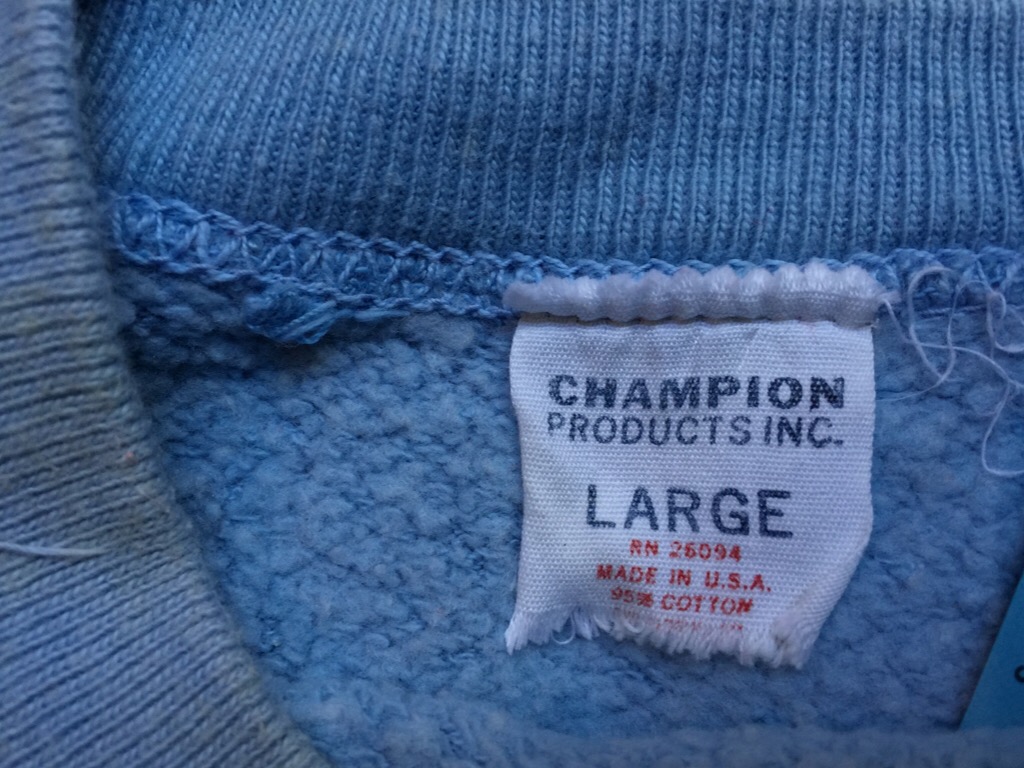 CHAMPION
PRODUCTS INC.
LARGE
RN 26094
MADE IN U.S.A.
95% COTTON